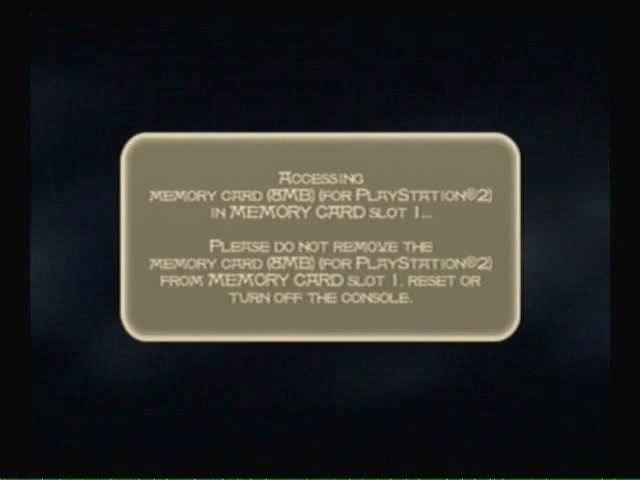 Accessing
memory card (8MB) (for PlayStation®2)
in MEMORY CARD slot 1...
Please do not remove the
memory card (8MB) (for PlayStation®2)
from MEMORY CARD slot 1, reset or
turn off the console.